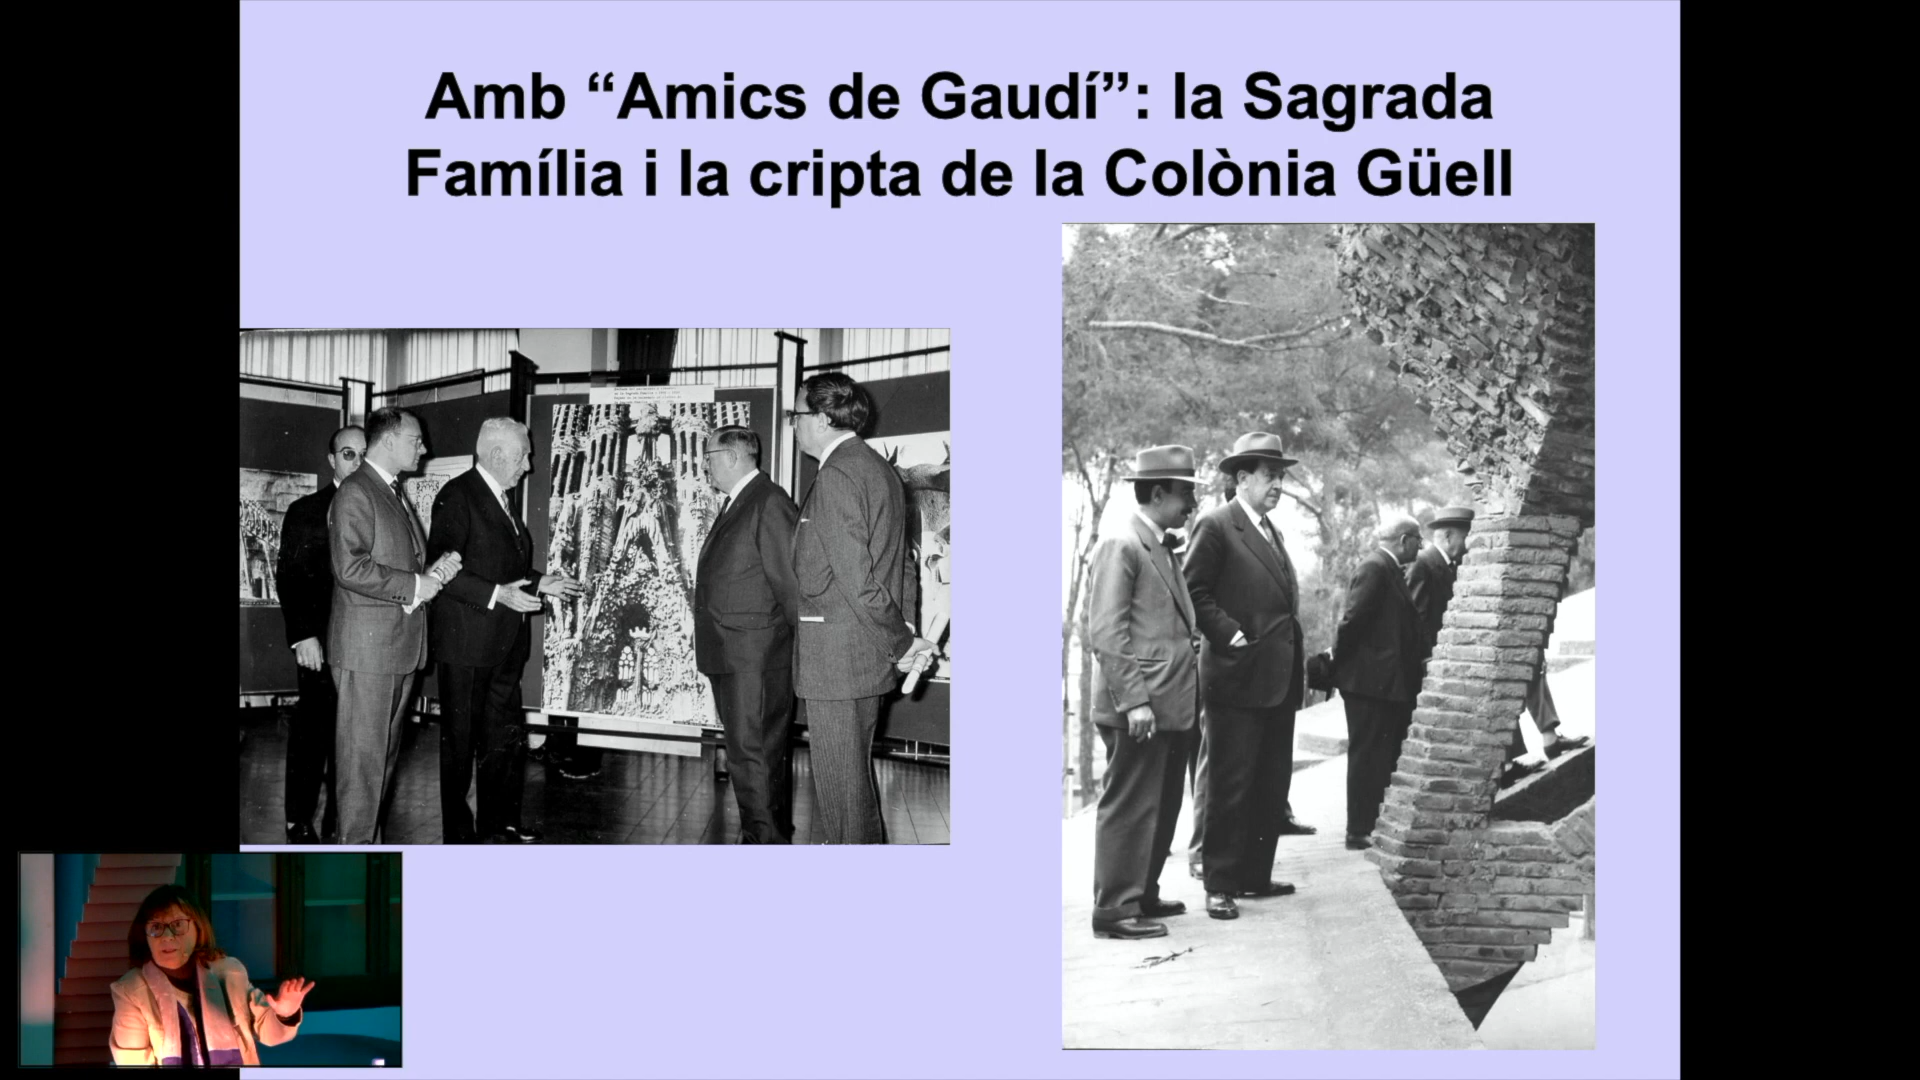 Amb “Amics de Gaudí”: la Sagrada
Família i la cripta de la Colònia Güell